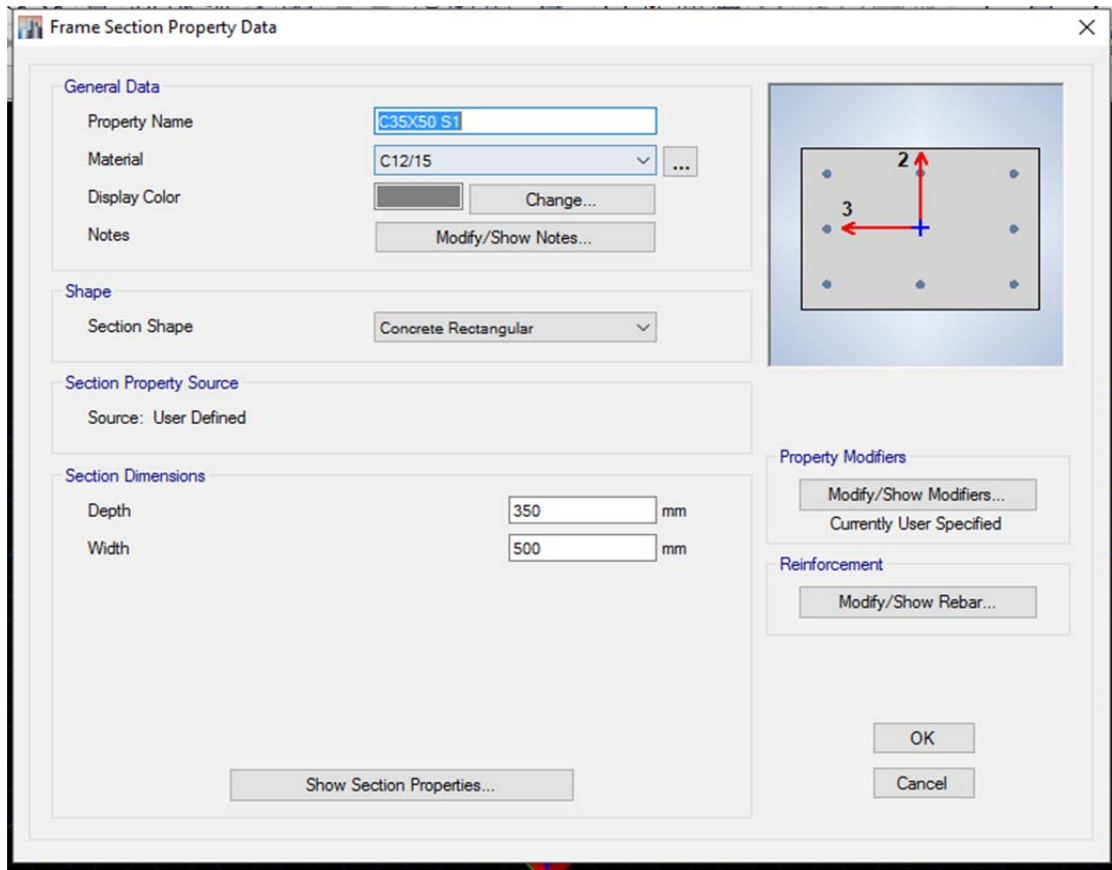 Frame Section Property Data
General Data
Property Name C35X50 S1
Material C12/15 ...
Display Color Change...
Notes Modify/Show Notes...
2
3
Shape
Section Shape Concrete Rectangular
Section Property Source
Source: User Defined
Section Dimensions
Depth 350 mm
Width 500 mm
Show Section Properties...
Property Modifiers
Modify/Show Modifiers...
Currently User Specified
Reinforcement
Modify/Show Rebar...
OK
Cancel